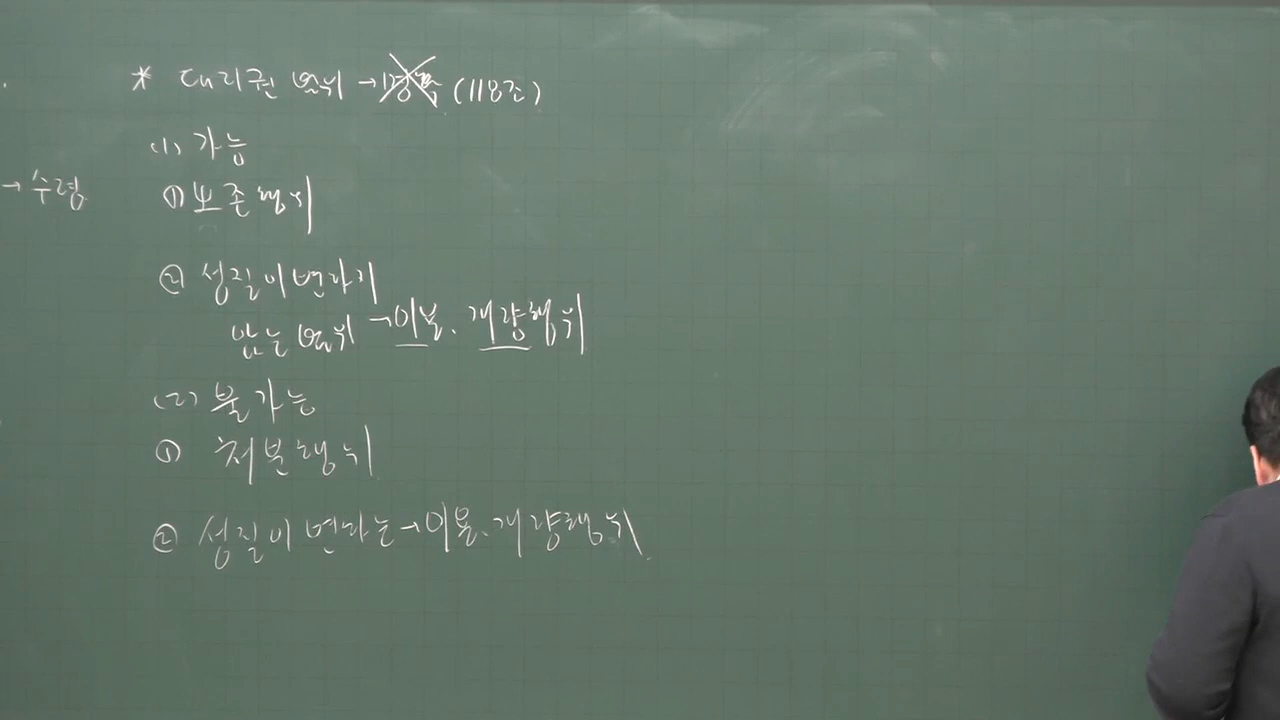 * 대리권 범위 → (118조)
(1) 가능
→ 수령
① 보존행위
② 성질이 변하지
않는 범위 → 이용. 개량행위
(2) 불가능
① 처분행위
② 성질이 변하는 → 이용. 개량행위